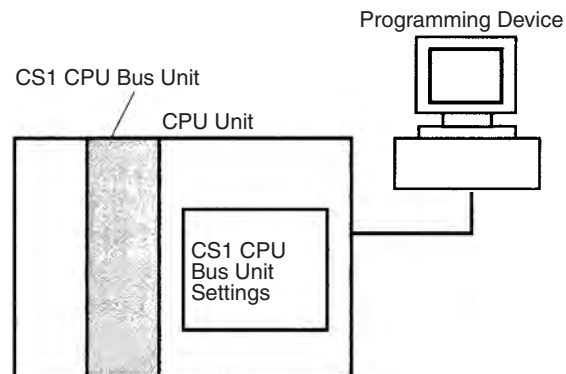 Programming Device
CS1 CPU Bus Unit
CPU Unit
CS1 CPU
Bus Unit
Settings